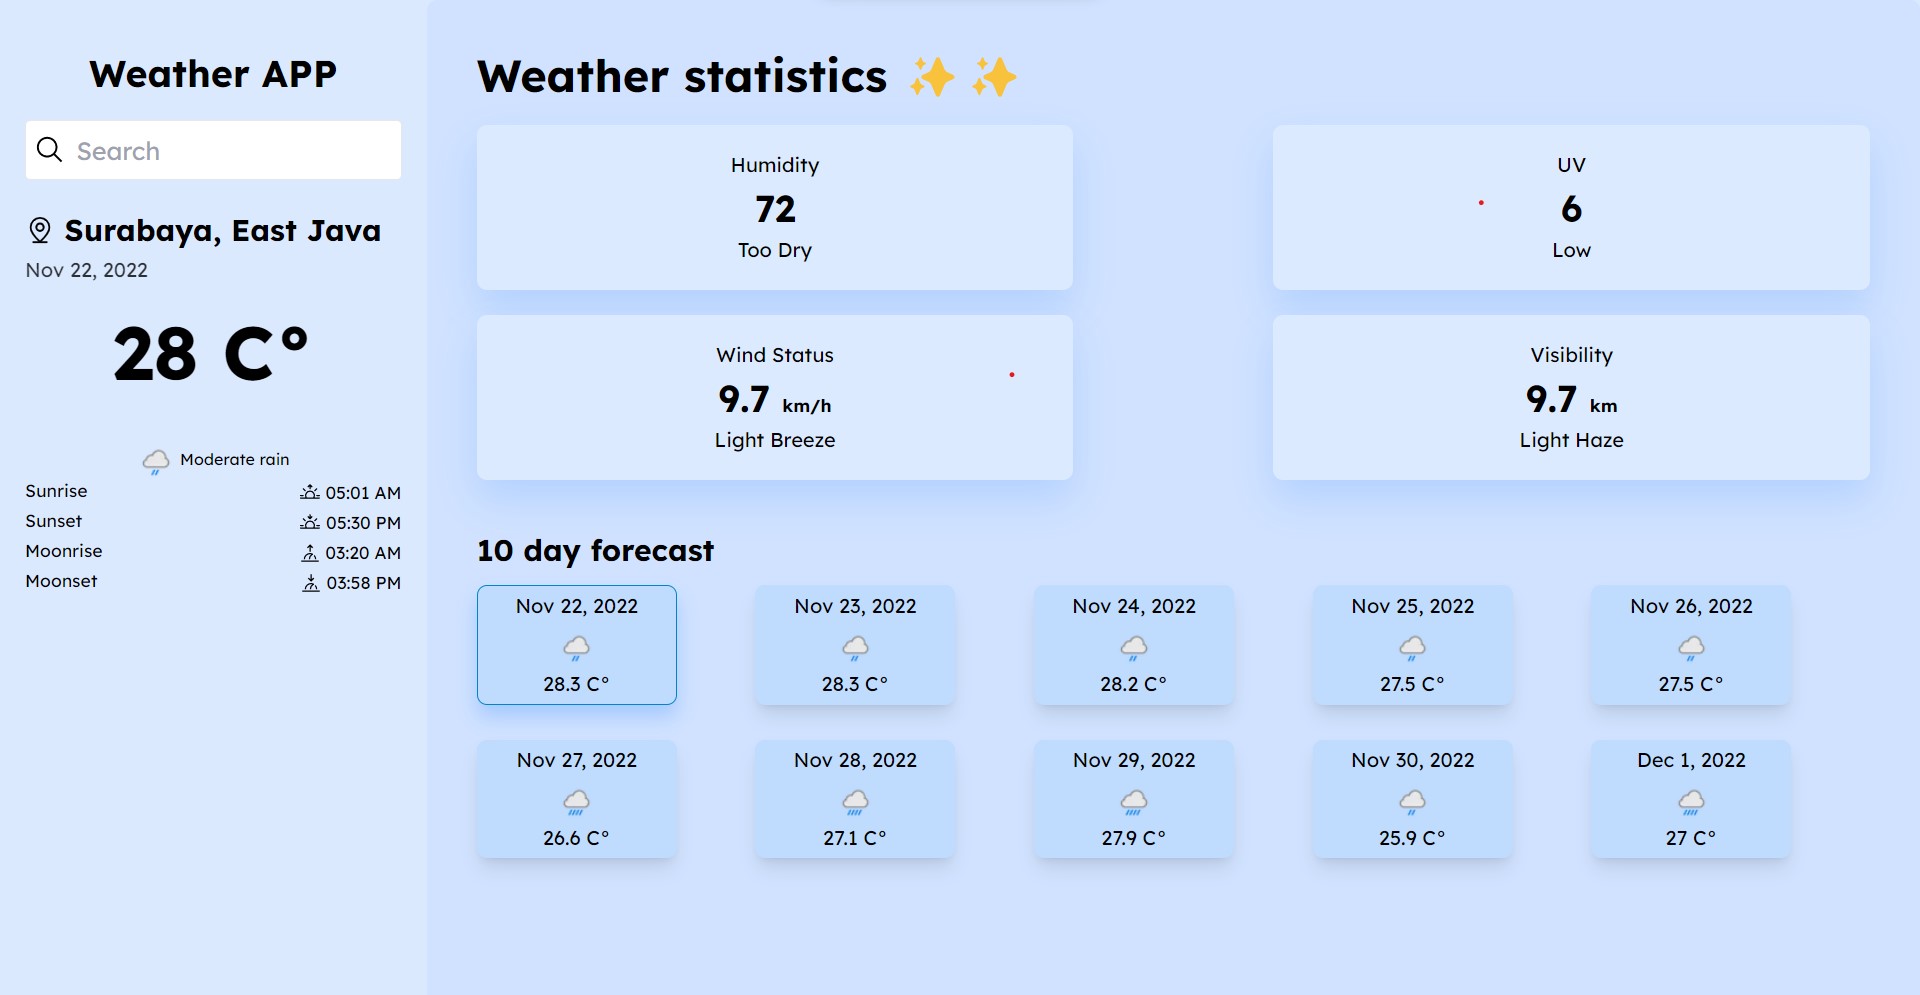 Weather APP
Search
Surabaya, East Java
Nov 22, 2022
28 C°
Moderate rain
Sunrise 05:01 AM
Sunset 05:30 PM
Moonrise 03:20 AM
Moonset 03:58 PM
Weather statistics ✨ ✨
Humidity
72
Too Dry
UV
6
Low
Wind Status
9.7 km/h
Light Breeze
Visibility
9.7 km
Light Haze
10 day forecast
Nov 22, 2022
28.3 C°
Nov 23, 2022
28.3 C°
Nov 24, 2022
28.2 C°
Nov 25, 2022
27.5 C°
Nov 26, 2022
27.5 C°
Nov 27, 2022
26.6 C°
Nov 28, 2022
27.1 C°
Nov 29, 2022
27.9 C°
Nov 30, 2022
25.9 C°
Dec 1, 2022
27 C°